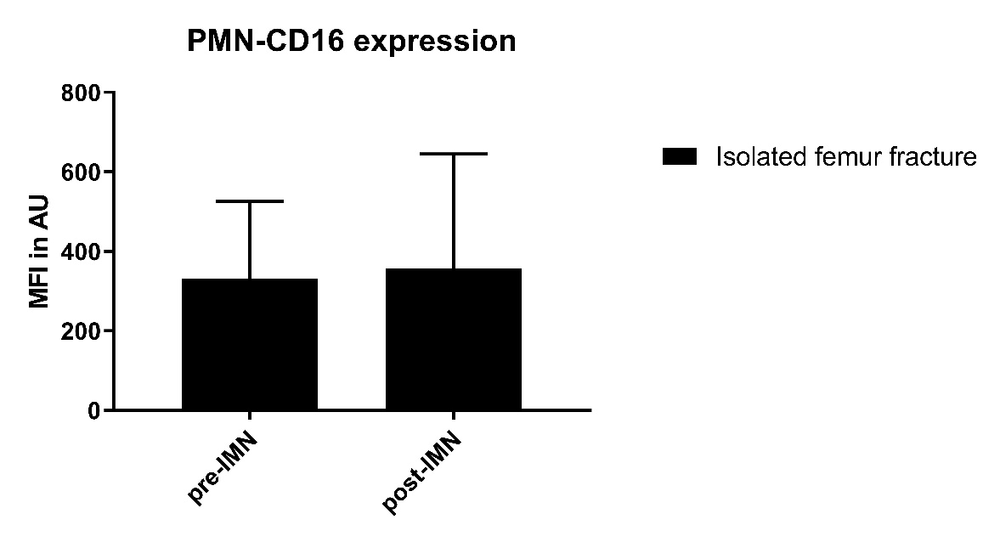 PMN-CD16 expression
800
600
400
200
0
MFI in AU
pre-IMN
post-IMN
Isolated femur fracture